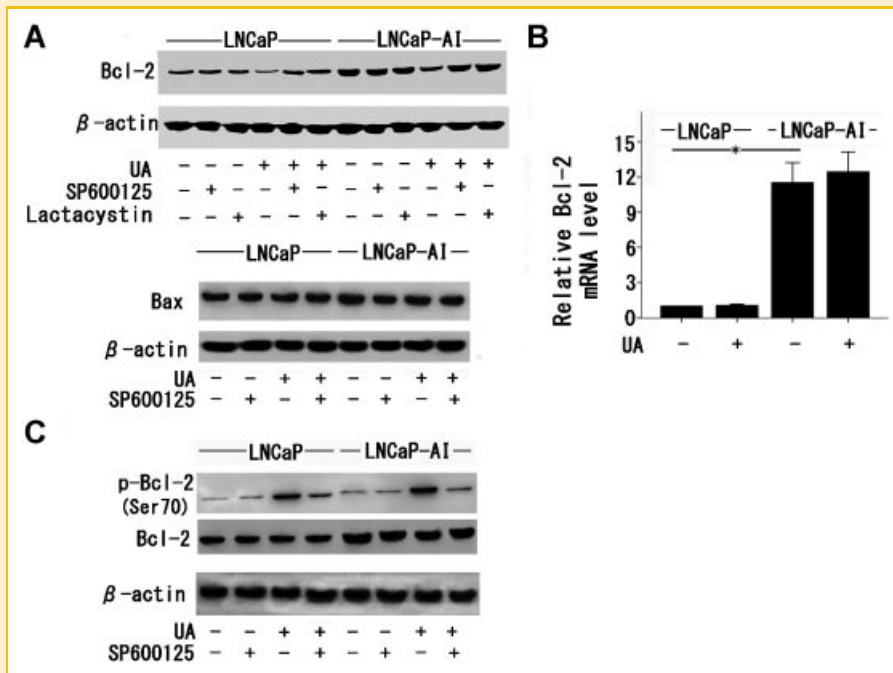 A
LNCaP LNCaP-AI
Bcl-2
β-actin
UA - - - + + + - - - + + +
SP600125 - + - - + - - + - - + -
Lactacystin - - + - - + - - + - - +
LNCaP LNCaP-AI
Bax
β-actin
UA - - + + - - + +
SP600125 - + - + - + - +
B
LNCaP LNCaP-AI
*
Relative Bcl-2
mRNA level
15
12
9
6
3
0
UA - + - +
C
LNCaP LNCaP-AI
p-Bcl-2
(Ser70)
Bcl-2
β-actin
UA - - + + - - + +
SP600125 - + - + - + - +